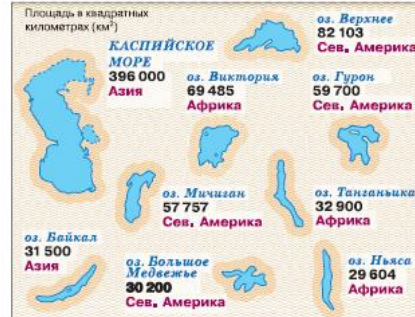 Площадь в квадратных
километрах (км²)
КАСПИЙСКОЕ
МОРЕ
396 000
Азия
оз. Верхнее
82 103
Сев. Америка
оз. Виктория
69 485
Африка
оз. Гурон
59 700
Сев. Америка
оз. Мичиган
57 757
Сев. Америка
оз. Танганьика
32 900
Африка
оз. Байкал
31 500
Азия
оз. Большое
Медвежье
30 200
Сев. Америка
оз. Ньяса
29 604
Африка